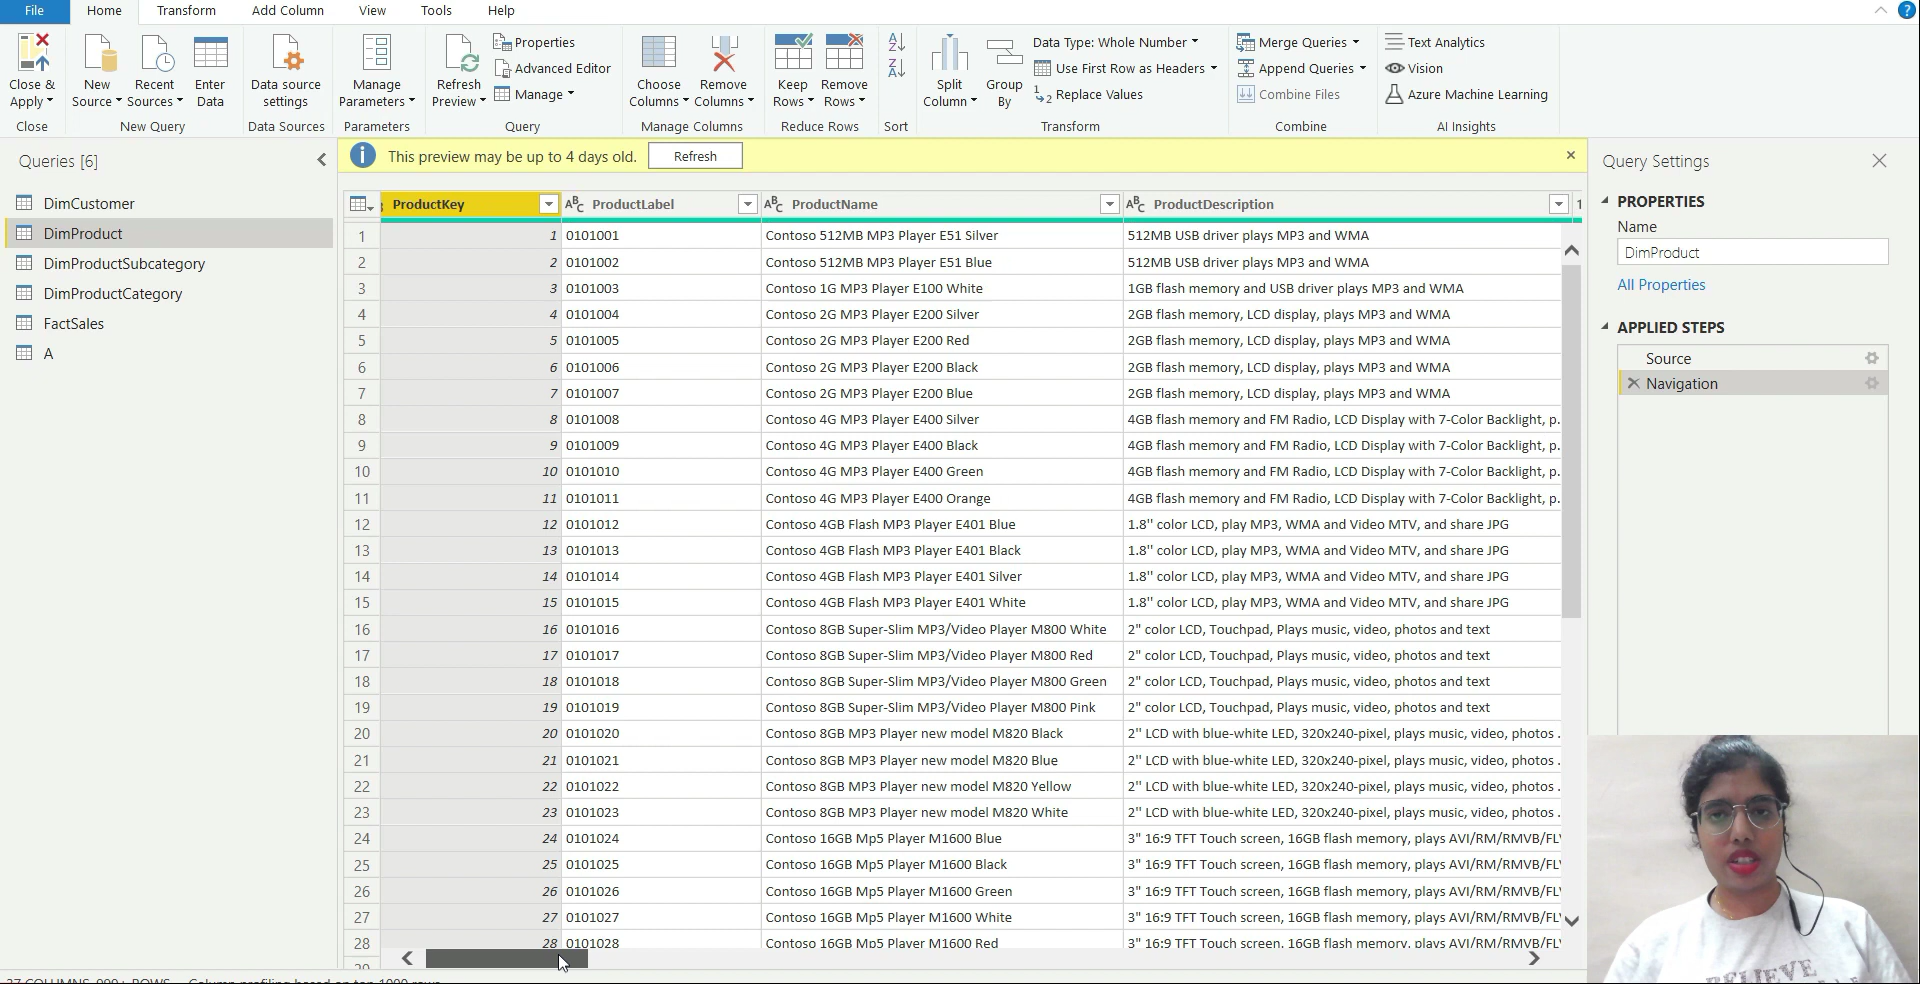 File Home Transform Add Column View Tools Help
Close & Apply
New Source
Recent Sources
Enter Data
Data source settings
Manage Parameters
Refresh Preview
Properties
Advanced Editor
Manage
Choose Columns
Remove Columns
Keep Rows
Remove Rows
Split Column
Group By
Data Type: Whole Number
Use First Row as Headers
Replace Values
Merge Queries
Append Queries
Combine Files
Text Analytics
Vision
Azure Machine Learning
Close New Query Data Sources Parameters Query Manage Columns Reduce Rows Sort Transform Combine AI Insights
Queries [6]
DimCustomer
DimProduct
DimProductSubcategory
DimProductCategory
FactSales
A
This preview may be up to 4 days old. Refresh
ProductKey ABC ProductLabel ABC ProductName ABC ProductDescription 1
1 1 0101001 Contoso 512MB MP3 Player E51 Silver 512MB USB driver plays MP3 and WMA
2 2 0101002 Contoso 512MB MP3 Player E51 Blue 512MB USB driver plays MP3 and WMA
3 3 0101003 Contoso 1G MP3 Player E100 White 1GB flash memory and USB driver plays MP3 and WMA
4 4 0101004 Contoso 2G MP3 Player E200 Silver 2GB flash memory, LCD display, plays MP3 and WMA
5 5 0101005 Contoso 2G MP3 Player E200 Red 2GB flash memory, LCD display, plays MP3 and WMA
6 6 0101006 Contoso 2G MP3 Player E200 Black 2GB flash memory, LCD display, plays MP3 and WMA
7 7 0101007 Contoso 2G MP3 Player E200 Blue 2GB flash memory, LCD display, plays MP3 and WMA
8 8 0101008 Contoso 4G MP3 Player E400 Silver 4GB flash memory and FM Radio, LCD Display with 7-Color Backlight, p.
9 9 0101009 Contoso 4G MP3 Player E400 Black 4GB flash memory and FM Radio, LCD Display with 7-Color Backlight, p.
10 10 0101010 Contoso 4G MP3 Player E400 Green 4GB flash memory and FM Radio, LCD Display with 7-Color Backlight, p.
11 11 0101011 Contoso 4G MP3 Player E400 Orange 4GB flash memory and FM Radio, LCD Display with 7-Color Backlight, p.
12 12 0101012 Contoso 4GB Flash MP3 Player E401 Blue 1.8'' color LCD, play MP3, WMA and Video MTV, and share JPG
13 13 0101013 Contoso 4GB Flash MP3 Player E401 Black 1.8'' color LCD, play MP3, WMA and Video MTV, and share JPG
14 14 0101014 Contoso 4GB Flash MP3 Player E401 Silver 1.8'' color LCD, play MP3, WMA and Video MTV, and share JPG
15 15 0101015 Contoso 4GB Flash MP3 Player E401 White 1.8'' color LCD, play MP3, WMA and Video MTV, and share JPG
16 16 0101016 Contoso 8GB Super-Slim MP3/Video Player M800 White 2" color LCD, Touchpad, Plays music, video, photos and text
17 17 0101017 Contoso 8GB Super-Slim MP3/Video Player M800 Red 2" color LCD, Touchpad, Plays music, video, photos and text
18 18 0101018 Contoso 8GB Super-Slim MP3/Video Player M800 Green 2" color LCD, Touchpad, Plays music, video, photos and text
19 19 0101019 Contoso 8GB Super-Slim MP3/Video Player M800 Pink 2" color LCD, Touchpad, Plays music, video, photos and text
20 20 0101020 Contoso 8GB MP3 Player new model M820 Black 2" LCD with blue-white LED, 320x240-pixel, plays music, video, photos .
21 21 0101021 Contoso 8GB MP3 Player new model M820 Blue 2" LCD with blue-white LED, 320x240-pixel, plays music, video, photos .
22 22 0101022 Contoso 8GB MP3 Player new model M820 Yellow 2" LCD with blue-white LED, 320x240-pixel, plays music, video, photos .
23 23 0101023 Contoso 8GB MP3 Player new model M820 White 2" LCD with blue-white LED, 320x240-pixel, plays music, video, photos .
24 24 0101024 Contoso 16GB Mp5 Player M1600 Blue 3" 16:9 TFT Touch screen, 16GB flash memory, plays AVI/RM/RMVB/FL
25 25 0101025 Contoso 16GB Mp5 Player M1600 Black 3" 16:9 TFT Touch screen, 16GB flash memory, plays AVI/RM/RMVB/FL
26 26 0101026 Contoso 16GB Mp5 Player M1600 Green 3" 16:9 TFT Touch screen, 16GB flash memory, plays AVI/RM/RMVB/FL
27 27 0101027 Contoso 16GB Mp5 Player M1600 White 3" 16:9 TFT Touch screen, 16GB flash memory, plays AVI/RM/RMVB/FL
28 28 0101028 Contoso 16GB Mp5 Player M1600 Red 3" 16:9 TFT Touch screen, 16GB flash memory, plays AVI/RM/RMVB/FL
Query Settings
PROPERTIES
Name
DimProduct
All Properties
APPLIED STEPS
Source
Navigation
BELIEVE